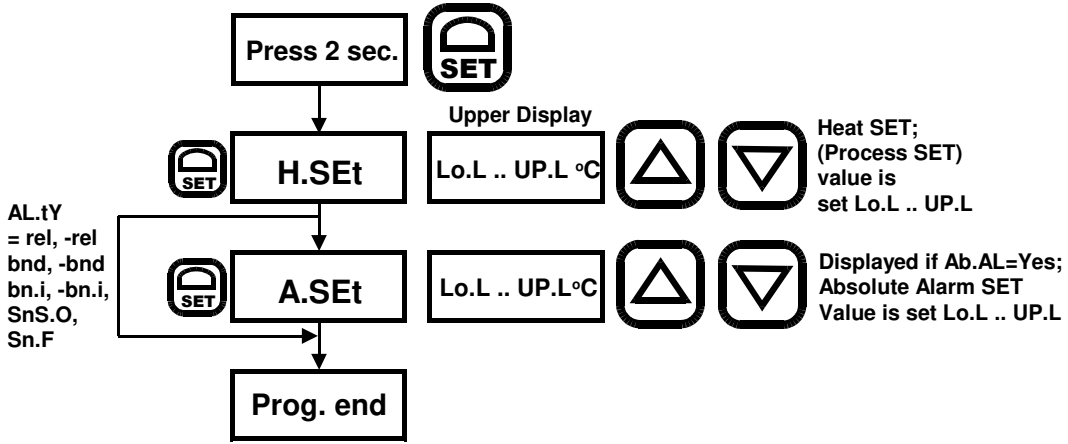 Press 2 sec.
SET
Upper Display
SET
H.SEt
Lo.L .. UP.L ºC
Heat SET;
(Process SET)
value is
set Lo.L .. UP.L
AL.tY
= rel, -rel
bnd, -bnd
bn.i, -bn.i,
SnS.O,
Sn.F
SET
A.SEt
Lo.L .. UP.LºC
Displayed if Ab.AL=Yes;
Absolute Alarm SET
Value is set Lo.L .. UP.L
Prog. end